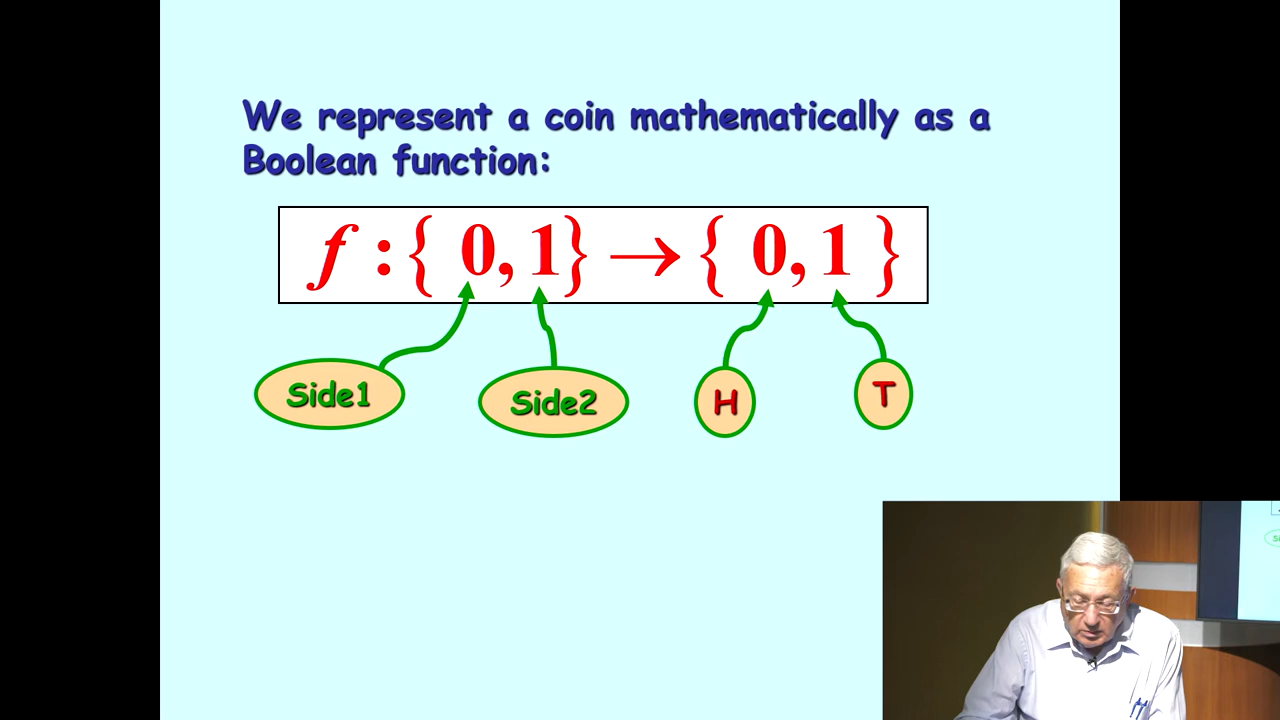 We represent a coin mathematically as a
Boolean function:
f : { 0, 1} → { 0, 1 }
Side1 Side2 H T